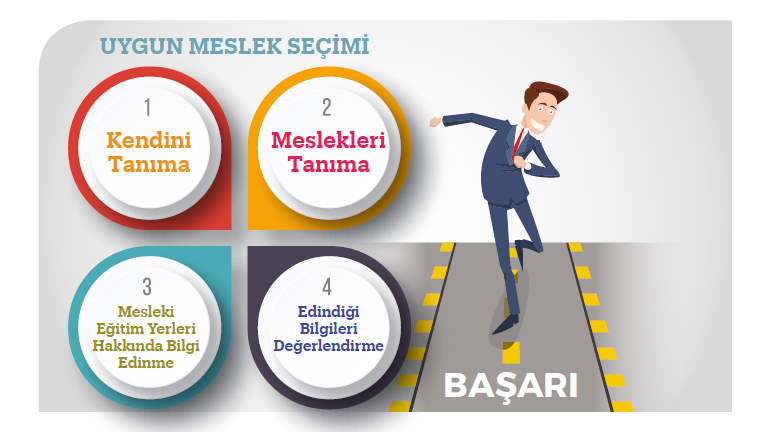 UYGUN MESLEK SEÇİMİ
1
Kendini
Tanıma
2
Meslekleri
Tanıma
3
Mesleki
Eğitim Yerleri
Hakkında Bilgi
Edinme
4
Edindiği
Bilgileri
Değerlendirme
BAŞARI